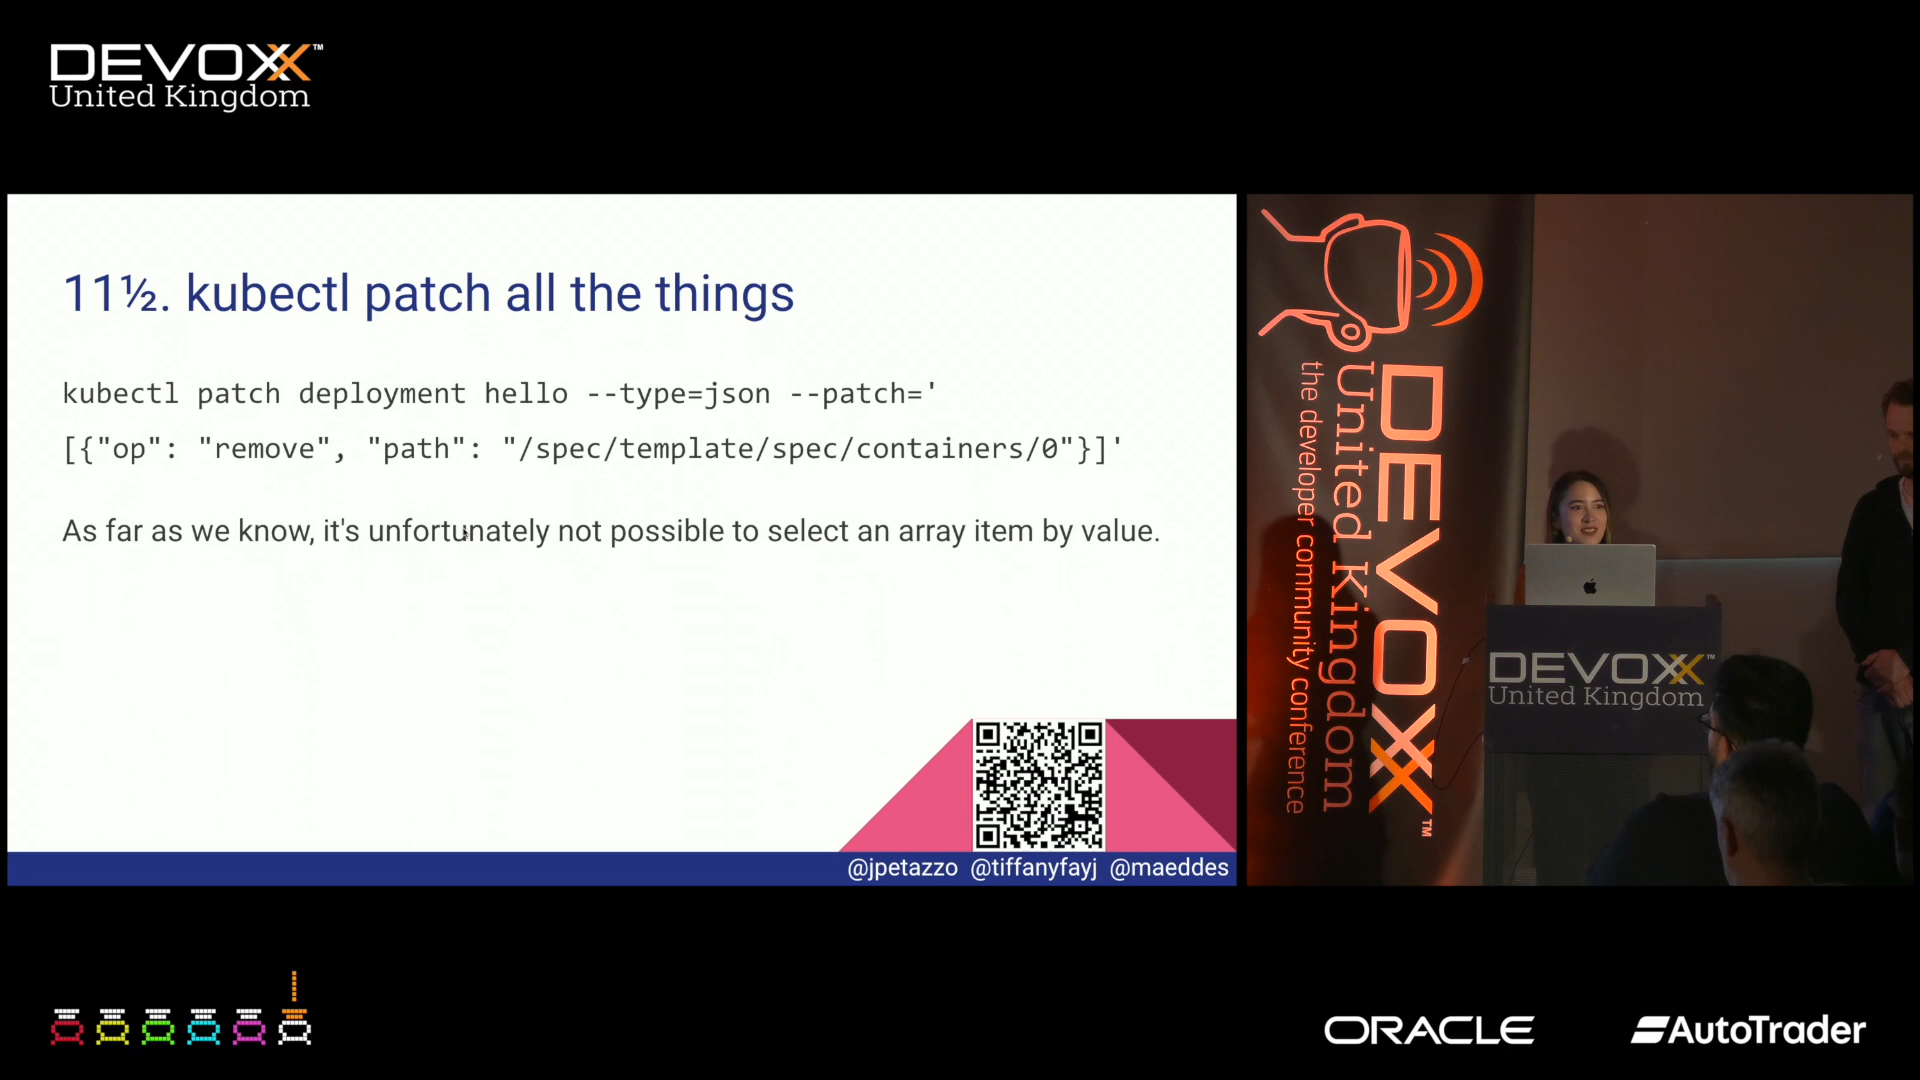 DEVOXX™
United Kingdom
11½. kubectl patch all the things
kubectl patch deployment hello --type=json --patch='
[{"op": "remove", "path": "/spec/template/spec/containers/0"}]'
As far as we know, it's unfortunately not possible to select an array item by value.
@jpetazzo @tiffanyfayj @maeddes
DEVOXX™
United Kingdom
the developer community conference
DEVOXX™
United Kingdom
ORACLE
AutoTrader